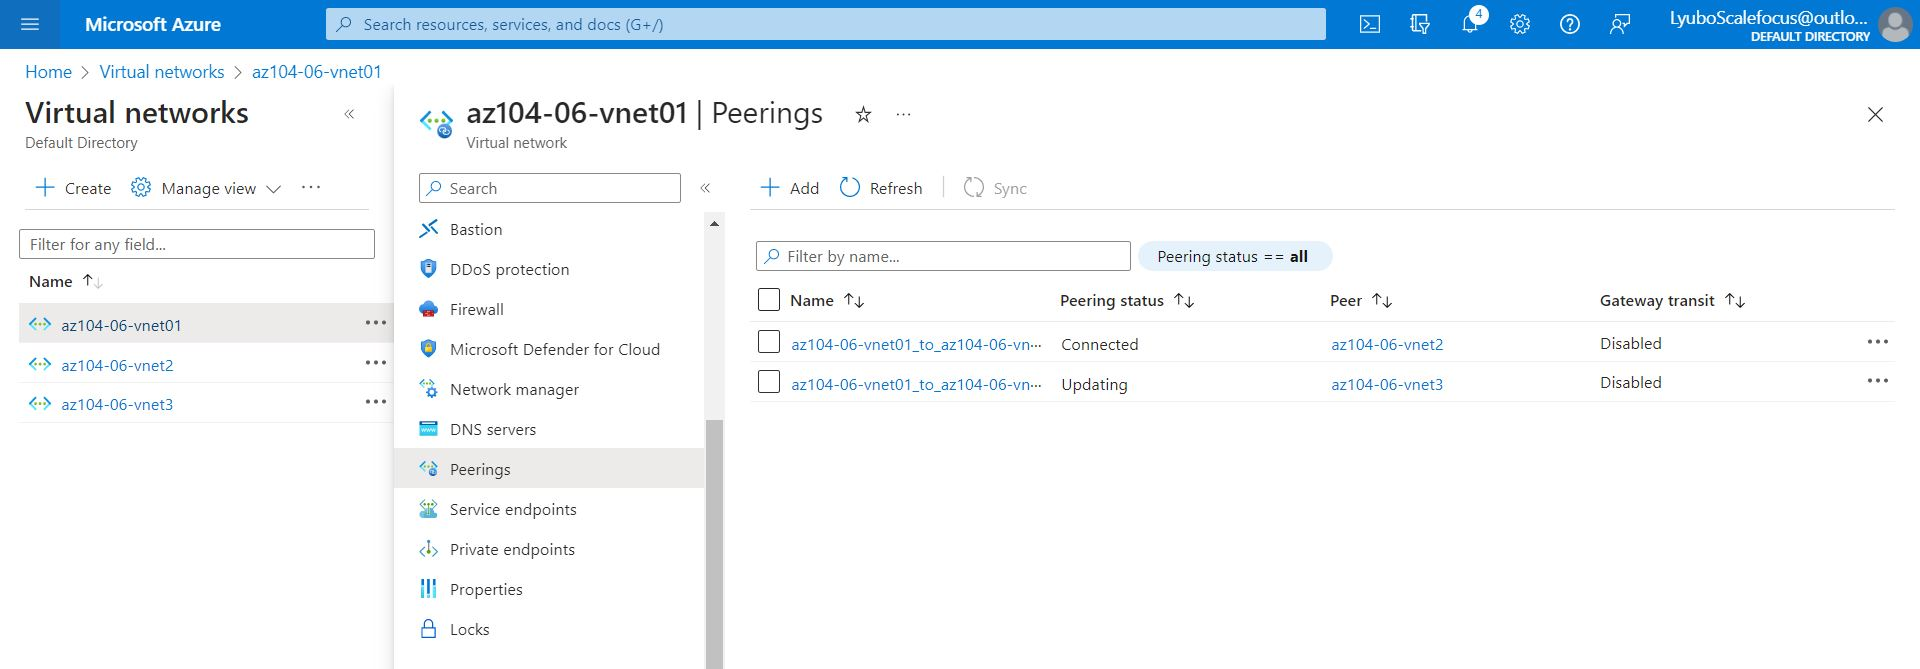 Microsoft Azure
Search resources, services, and docs (G+/)
4
LyuboScalefocus@outlo...
DEFAULT DIRECTORY
Home > Virtual networks > az104-06-vnet01
Virtual networks «
Default Directory
+ Create Manage view ...
Filter for any field...
Name ↑↓
az104-06-vnet01 ...
az104-06-vnet2 ...
az104-06-vnet3 ...
az104-06-vnet01 | Peerings ...
Virtual network
Search «
Bastion
DDoS protection
Firewall
Microsoft Defender for Cloud
Network manager
DNS servers
Peerings
Service endpoints
Private endpoints
Properties
Locks
+ Add Refresh Sync
Filter by name... Peering status == all
Name ↑↓ Peering status ↑↓ Peer ↑↓ Gateway transit ↑↓
az104-06-vnet01_to_az104-06-vn... Connected az104-06-vnet2 Disabled ...
az104-06-vnet01_to_az104-06-vn... Updating az104-06-vnet3 Disabled ...